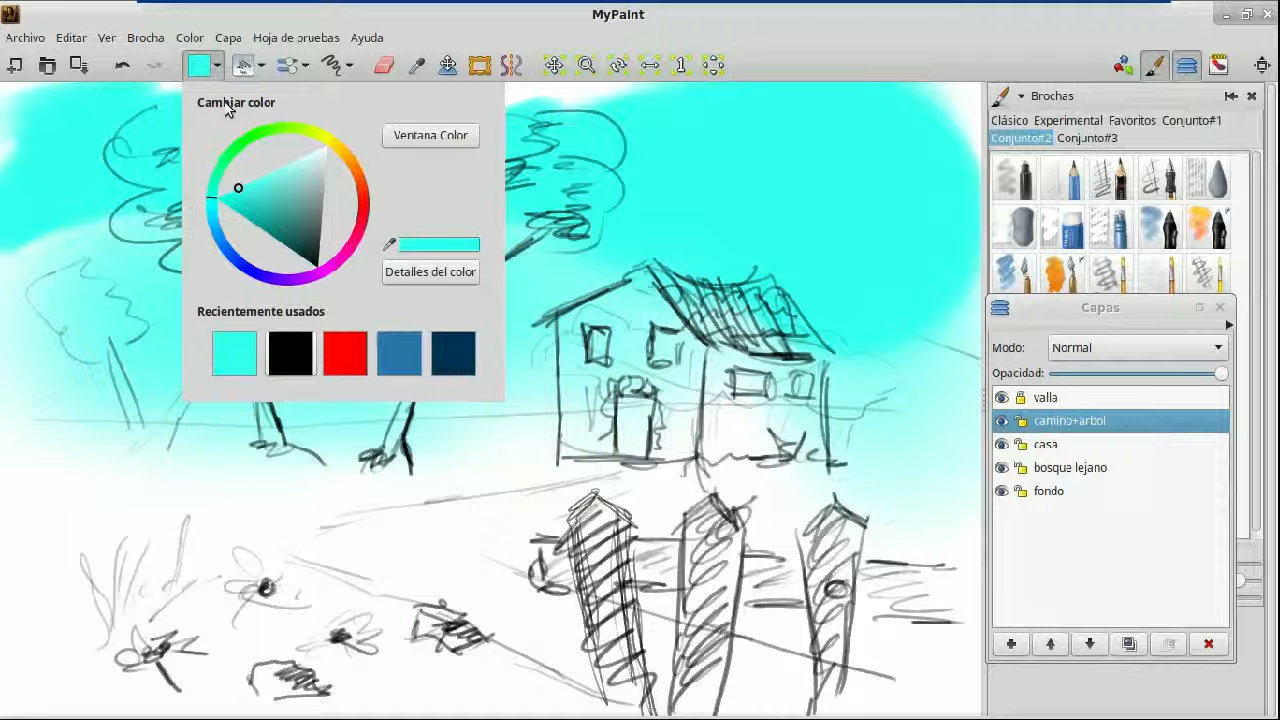 MyPaint
Archivo Editar Ver Brocha Color Capa Hoja de pruebas Ayuda
Cambiar color
Ventana Color
Detalles del color
Recientemente usados
Brochas
Clásico Experimental Favoritos Conjunto#1
Conjunto#2 Conjunto#3
Capas
Modo: Normal
Opacidad:
valla
camino+arbol
casa
bosque lejano
fondo